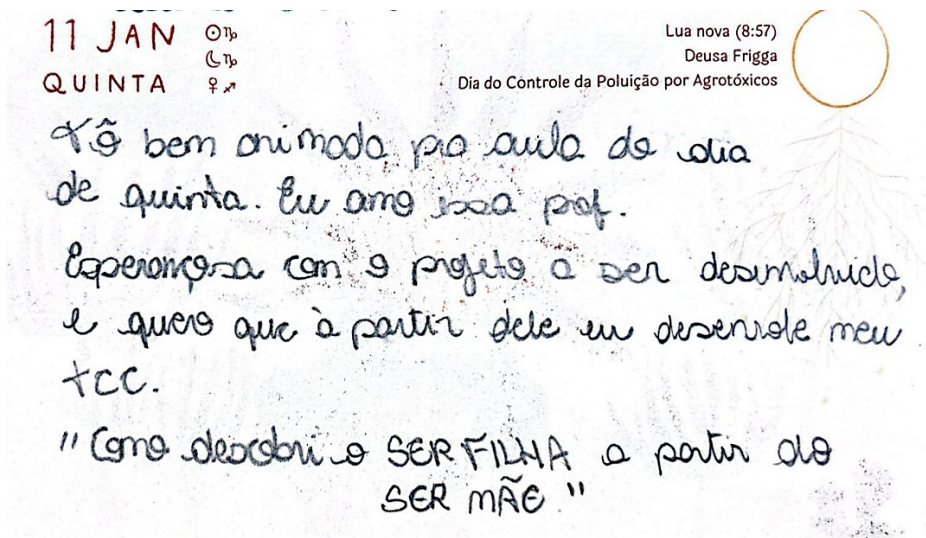 11 JAN ☉♑
☾♑
QUINTA ♀♐
Lua nova (8:57)
Deusa Frigga
Dia do Controle da Poluição por Agrotóxicos
Tô bem animada pra aula do dia
de quinta. Eu amo essa prof.
Esperançosa com o projeto a ser desenvolvido,
e quero que à partir dele eu desenrole meu
TCC.
"Como descobri o SER FILHA a partir do
SER MÃE."